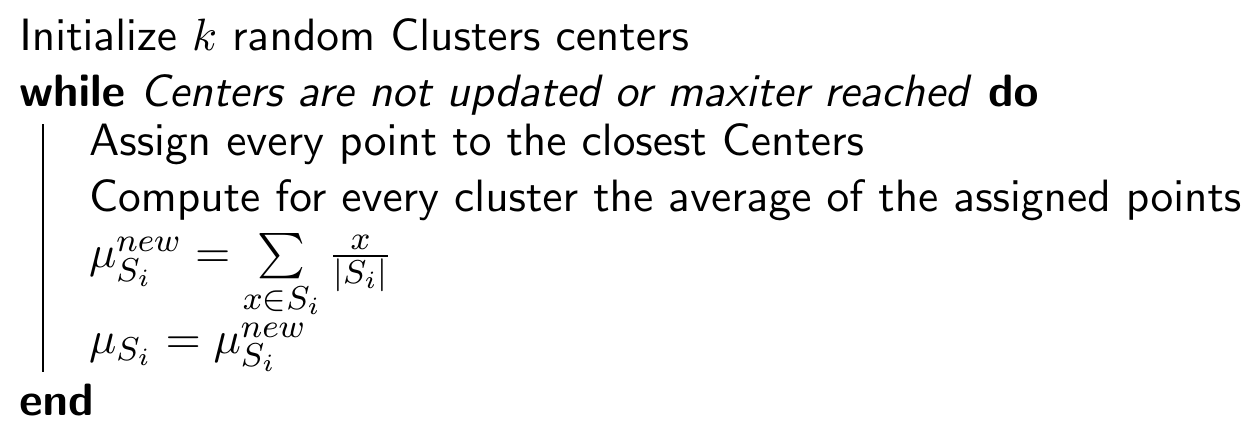 Initialize k random Clusters centers
while Centers are not updated or maxiter reached do
Assign every point to the closest Centers
Compute for every cluster the average of the assigned points
$\mu_{S_i}^{new} = \sum_{x \in S_i} \frac{x}{|S_i|}$
$\mu_{S_i} = \mu_{S_i}^{new}$
end